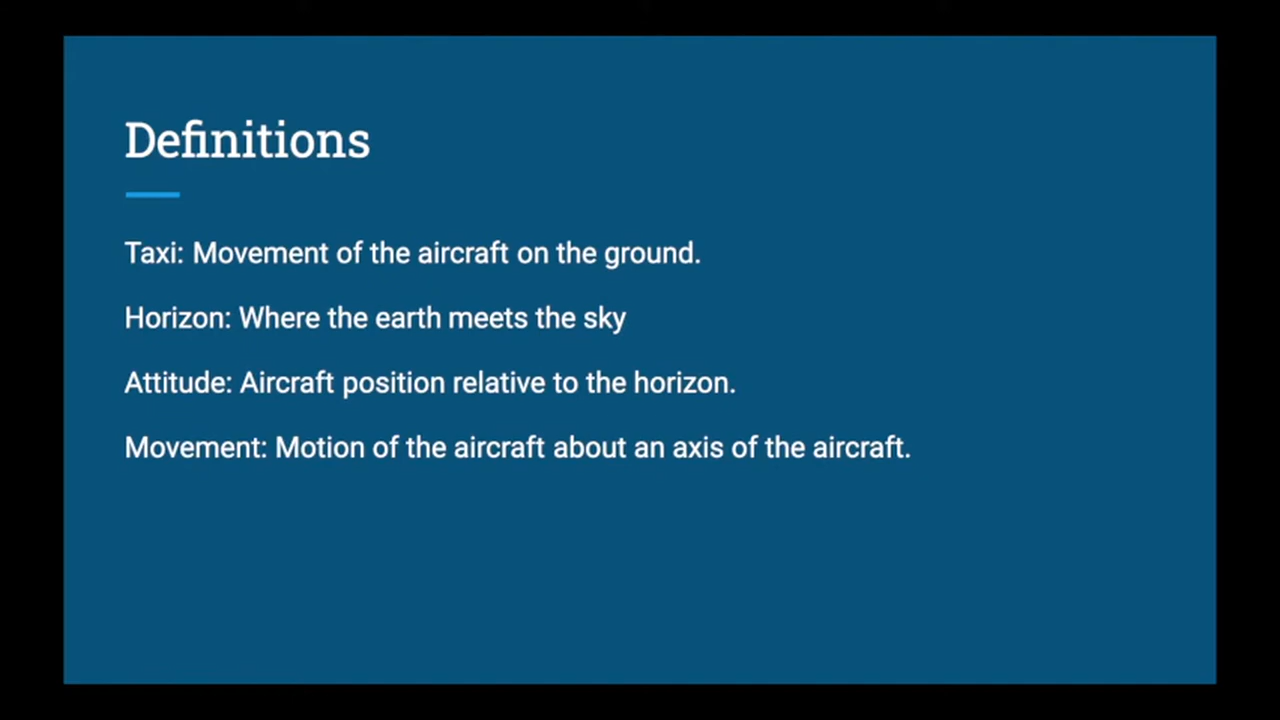 Definitions
Taxi: Movement of the aircraft on the ground.
Horizon: Where the earth meets the sky
Attitude: Aircraft position relative to the horizon.
Movement: Motion of the aircraft about an axis of the aircraft.